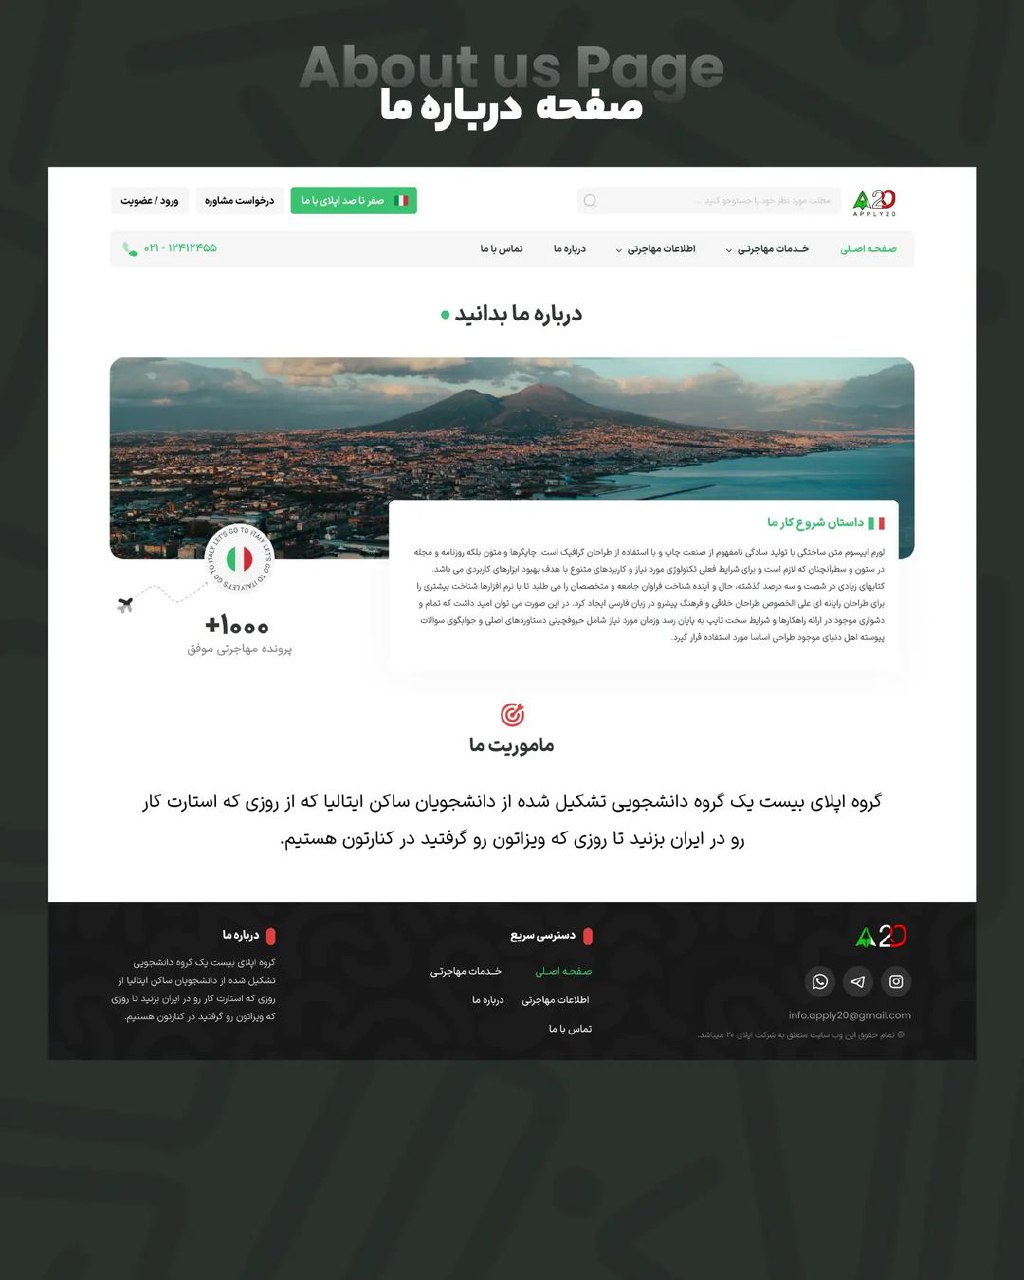 About us Page
صفحه درباره ما
A20
APPLY20
مطلب مورد نظر خود را جستوجو کنید ...
صفر تا صد اپلای با ما
درخواست مشاوره
ورود / عضویت
صفحه اصلی
خدمات مهاجرتی
اطلاعات مهاجرتی
درباره ما
تماس با ما
۰۲۱ - ۱۲۴۱۲۴۵۵
درباره ما بدانید
داستان شروع کار ما
لورم ایپسوم متن ساختگی با تولید سادگی نامفهوم از صنعت چاپ و با استفاده از طراحان گرافیک است. چاپگرها و متون بلکه روزنامه و مجله
در ستون و سطرآنچنان که لازم است و برای شرایط فعلی تکنولوژی مورد نیاز و کاربردهای متنوع با هدف بهبود ابزارهای کاربردی می باشد.
کتابهای زیادی در شصت و سه درصد گذشته، حال و آینده شناخت فراوان جامعه و متخصصان را می طلبد تا با نرم افزارها شناخت بیشتری را
برای طراحان رایانه ای علی الخصوص طراحان خلاقی و فرهنگ پیشرو در زبان فارسی ایجاد کرد. در این صورت می توان امید داشت که تمام و
دشواری موجود در ارائه راهکارها و شرایط سخت تایپ به پایان رسد وزمان مورد نیاز شامل حروفچینی دستاوردهای اصلی و جوابگوی سوالات
پیوسته اهل دنیای موجود طراحی اساسا مورد استفاده قرار گیرد.
LET'S GO TO ITALY LET'S GO TO ITALY
+۱۰۰۰
پرونده مهاجرتی موفق
ماموریت ما
گروه اپلای بیست یک گروه دانشجویی تشکیل شده از دانشجویان ساکن ایتالیا که از روزی که استارت کار
رو در ایران بزنید تا روزی که ویزاتون رو گرفتید در کنارتون هستیم.
A20
info.apply20@gmail.com
© تمام حقوق این وب سایت متعلق به شرکت اپلای ۲۰ میباشد.
دسترسی سریع
صفحه اصلی
خدمات مهاجرتی
اطلاعات مهاجرتی
درباره ما
تماس با ما
درباره ما
گروه اپلای بیست یک گروه دانشجویی
تشکیل شده از دانشجویان ساکن ایتالیا از
روزی که استارت کار رو در ایران بزنید تا روزی
که ویزاتون رو گرفتید در کنارتون هستیم.